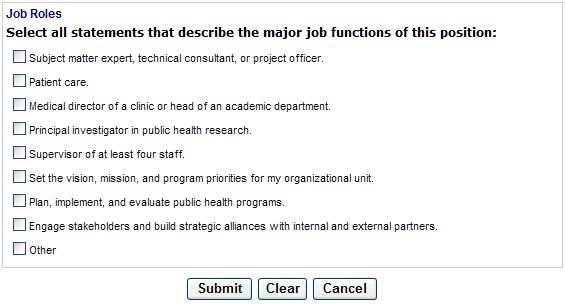 Job Roles
Select all statements that describe the major job functions of this position:
Subject matter expert, technical consultant, or project officer.
Patient care.
Medical director of a clinic or head of an academic department.
Principal investigator in public health research.
Supervisor of at least four staff.
Set the vision, mission, and program priorities for my organizational unit.
Plan, implement, and evaluate public health programs.
Engage stakeholders and build strategic alliances with internal and external partners.
Other
Submit Clear Cancel